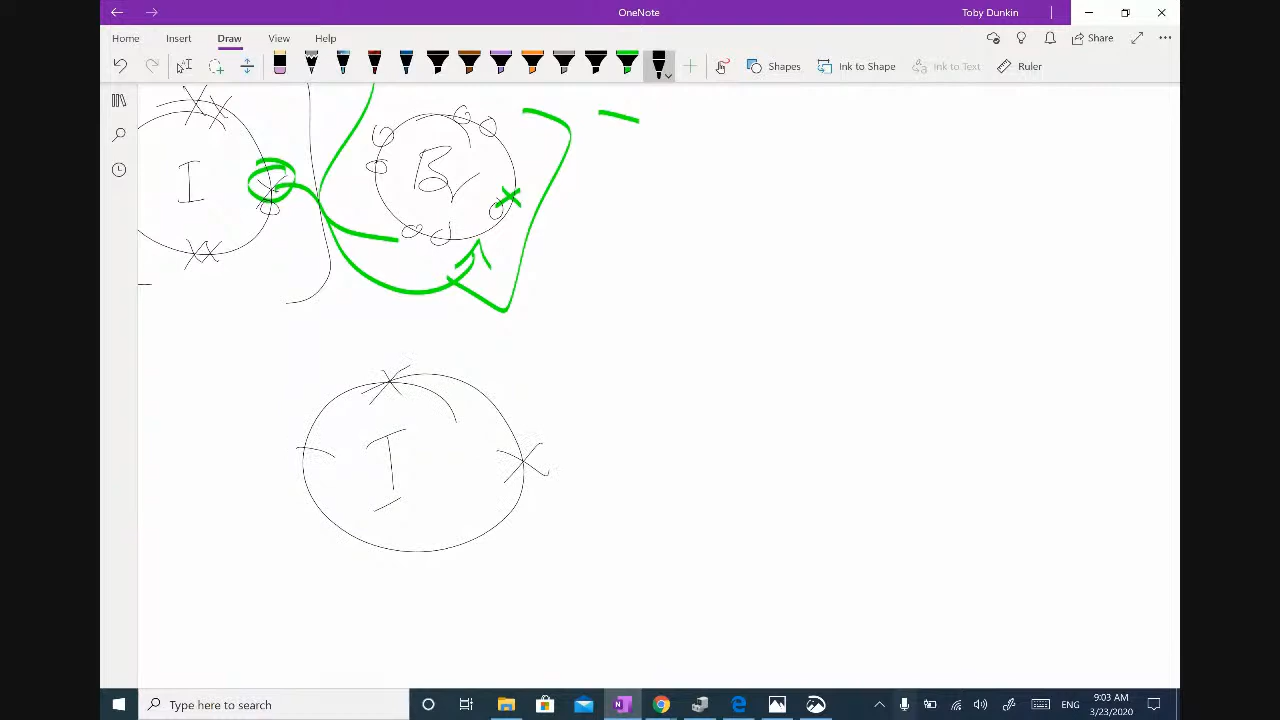 OneNote
Toby Dunkin
Home Insert Draw View Help
Share
Shapes Ink to Shape Ink to Text Ruler
I
Br
I
Type here to search
ENG
9:03 AM
3/23/2020